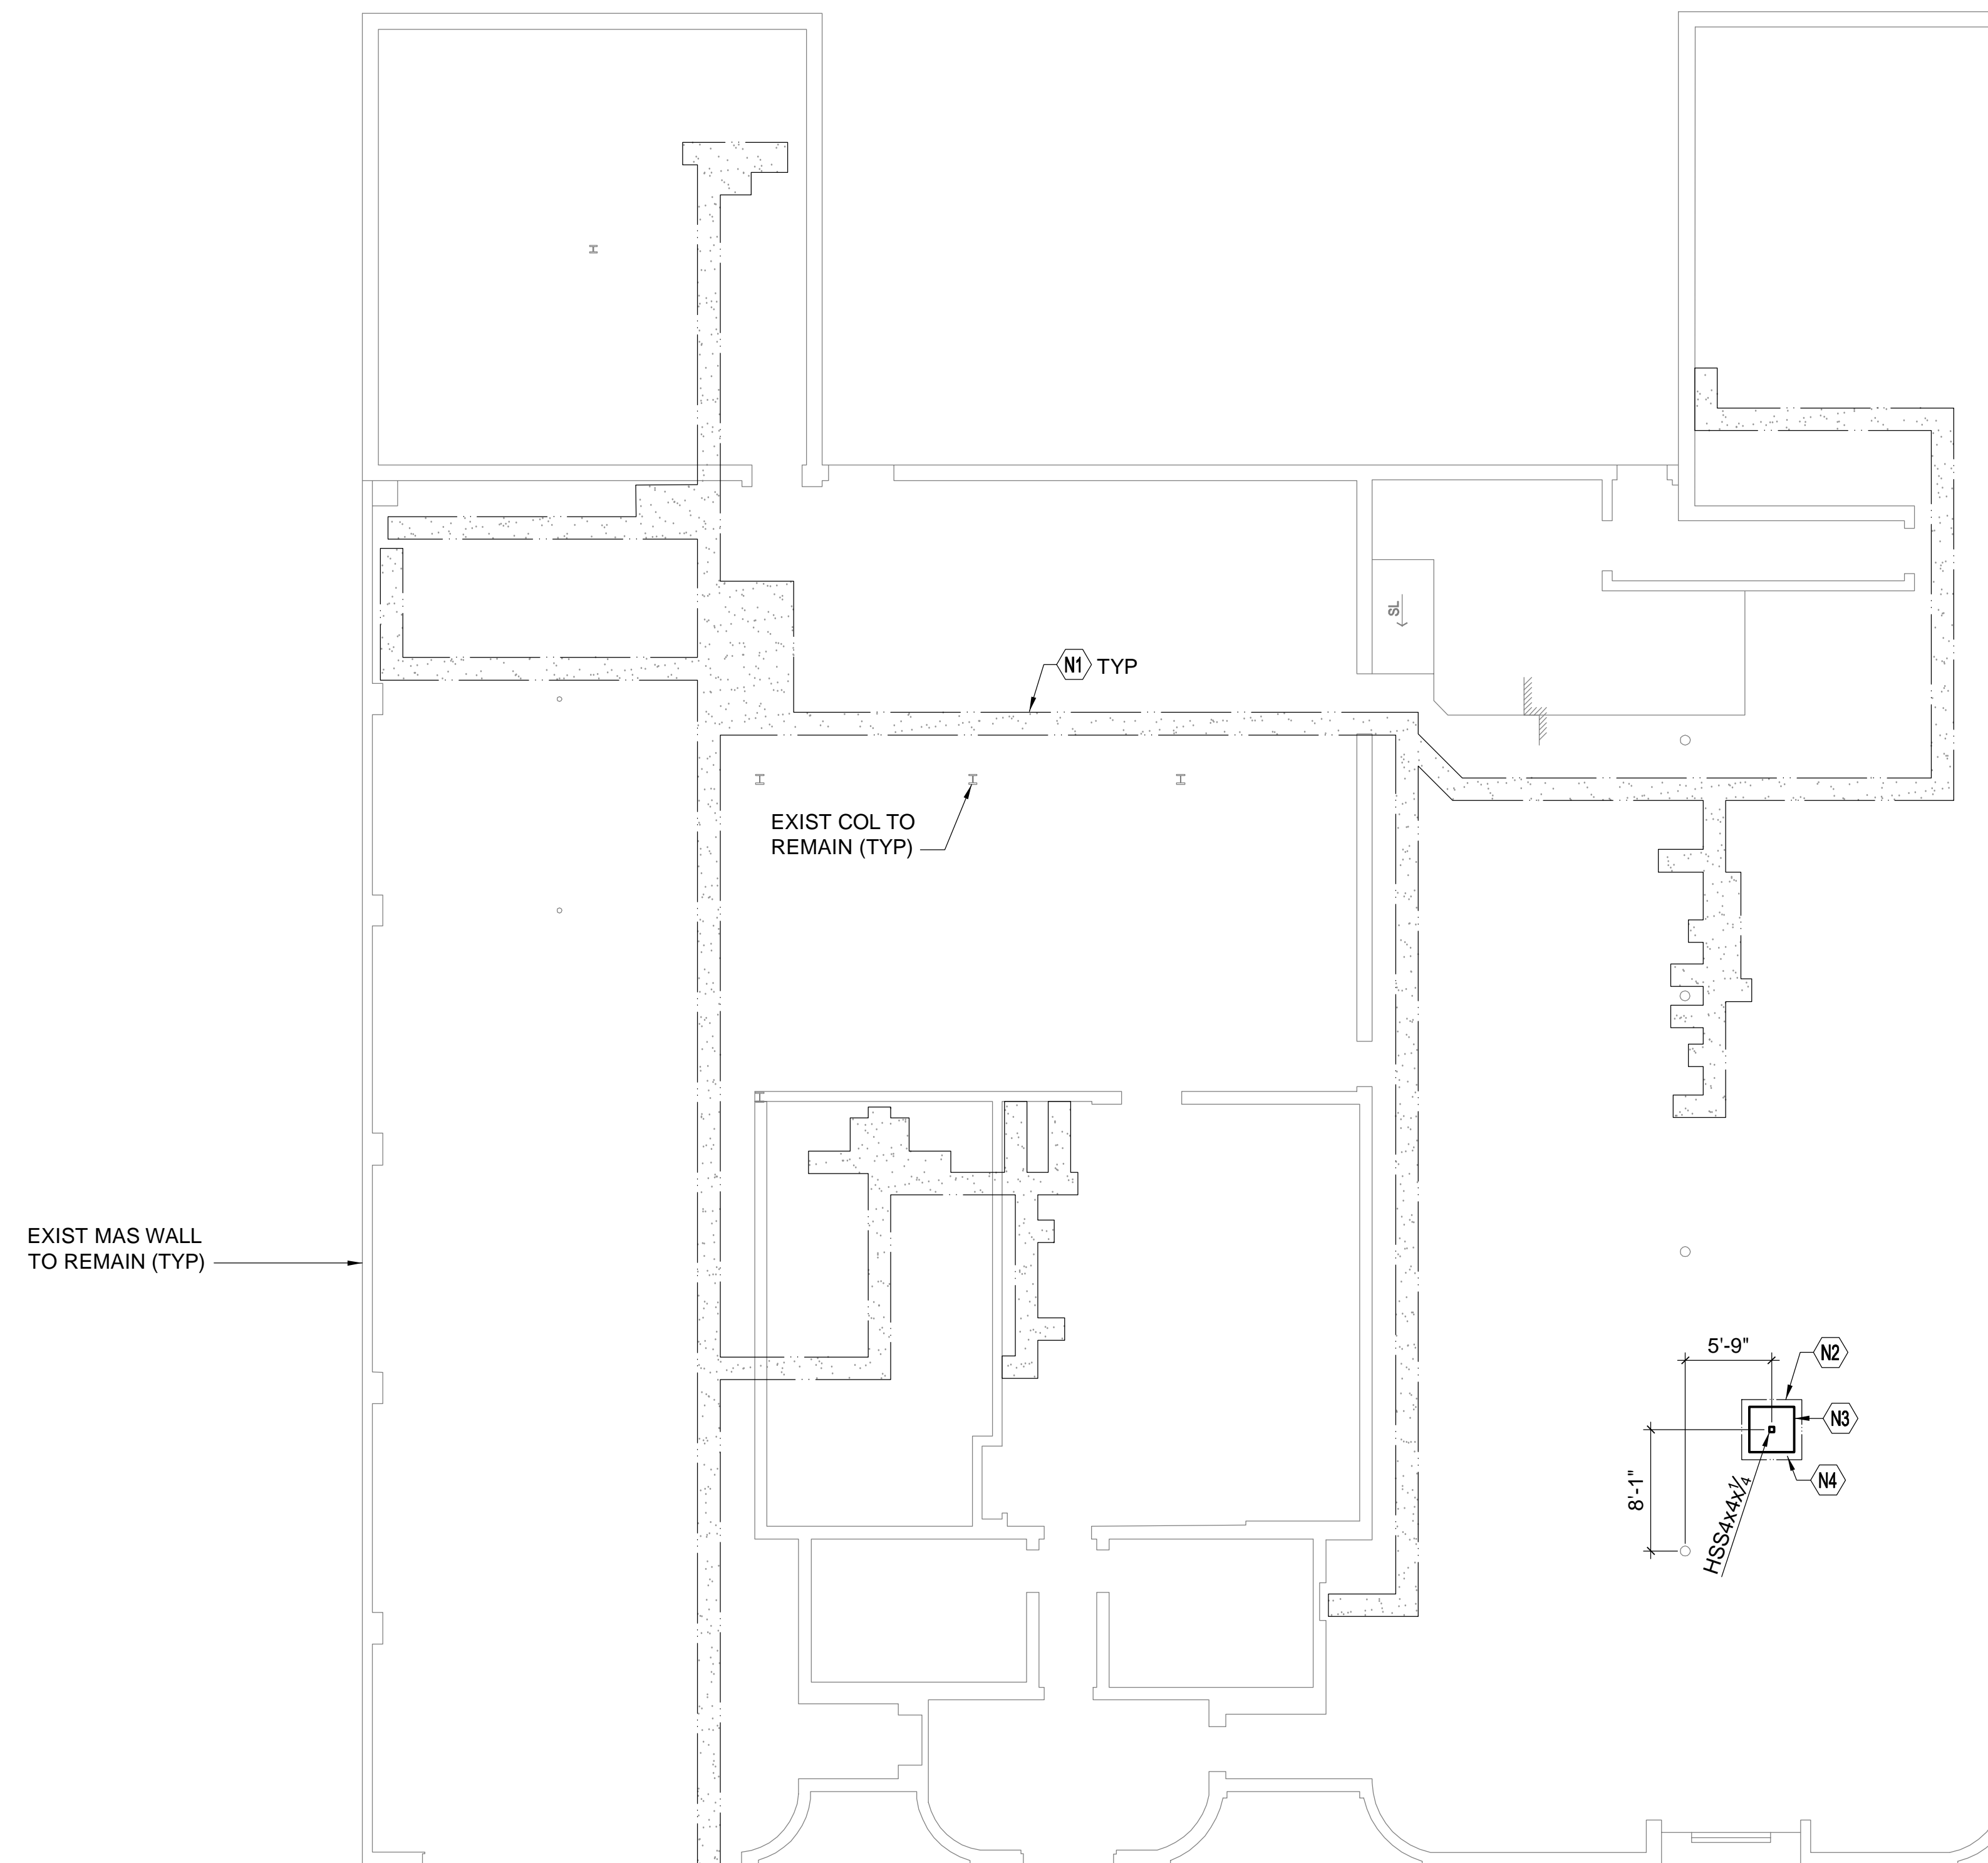 SL
N1 TYP
EXIST COL TO
REMAIN (TYP)
EXIST MAS WALL
TO REMAIN (TYP)
5'-9"
N2
N3
N4
8'-1"
HSS4x4x1/4